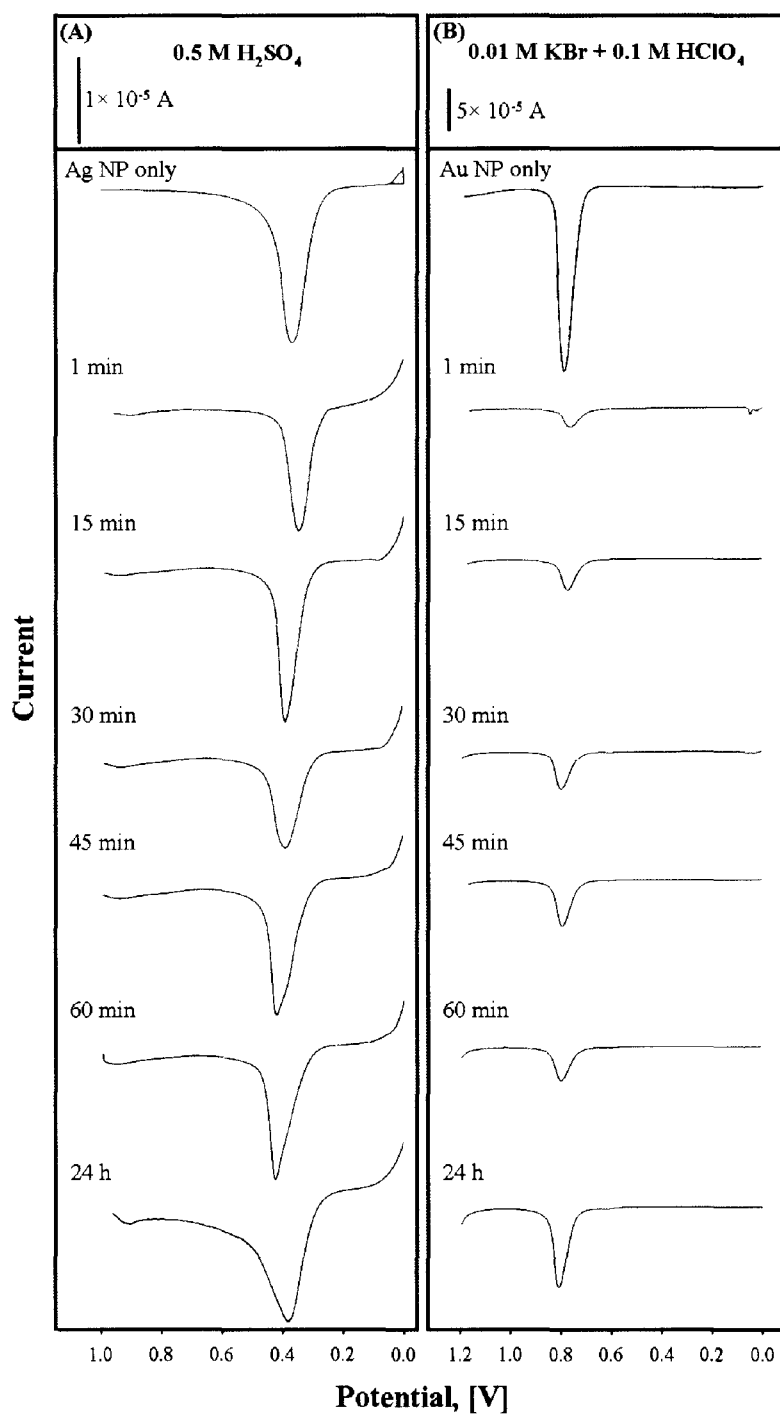 (A)
0.5 M H₂SO₄
1× 10⁻⁵ A
Ag NP only
1 min
15 min
30 min
45 min
60 min
24 h
1.0 0.8 0.6 0.4 0.2 0.0
(B)
0.01 M KBr + 0.1 M HClO₄
5× 10⁻⁵ A
Au NP only
1 min
15 min
30 min
45 min
60 min
24 h
1.2 1.0 0.8 0.6 0.4 0.2 0.0
Current
Potential, [V]